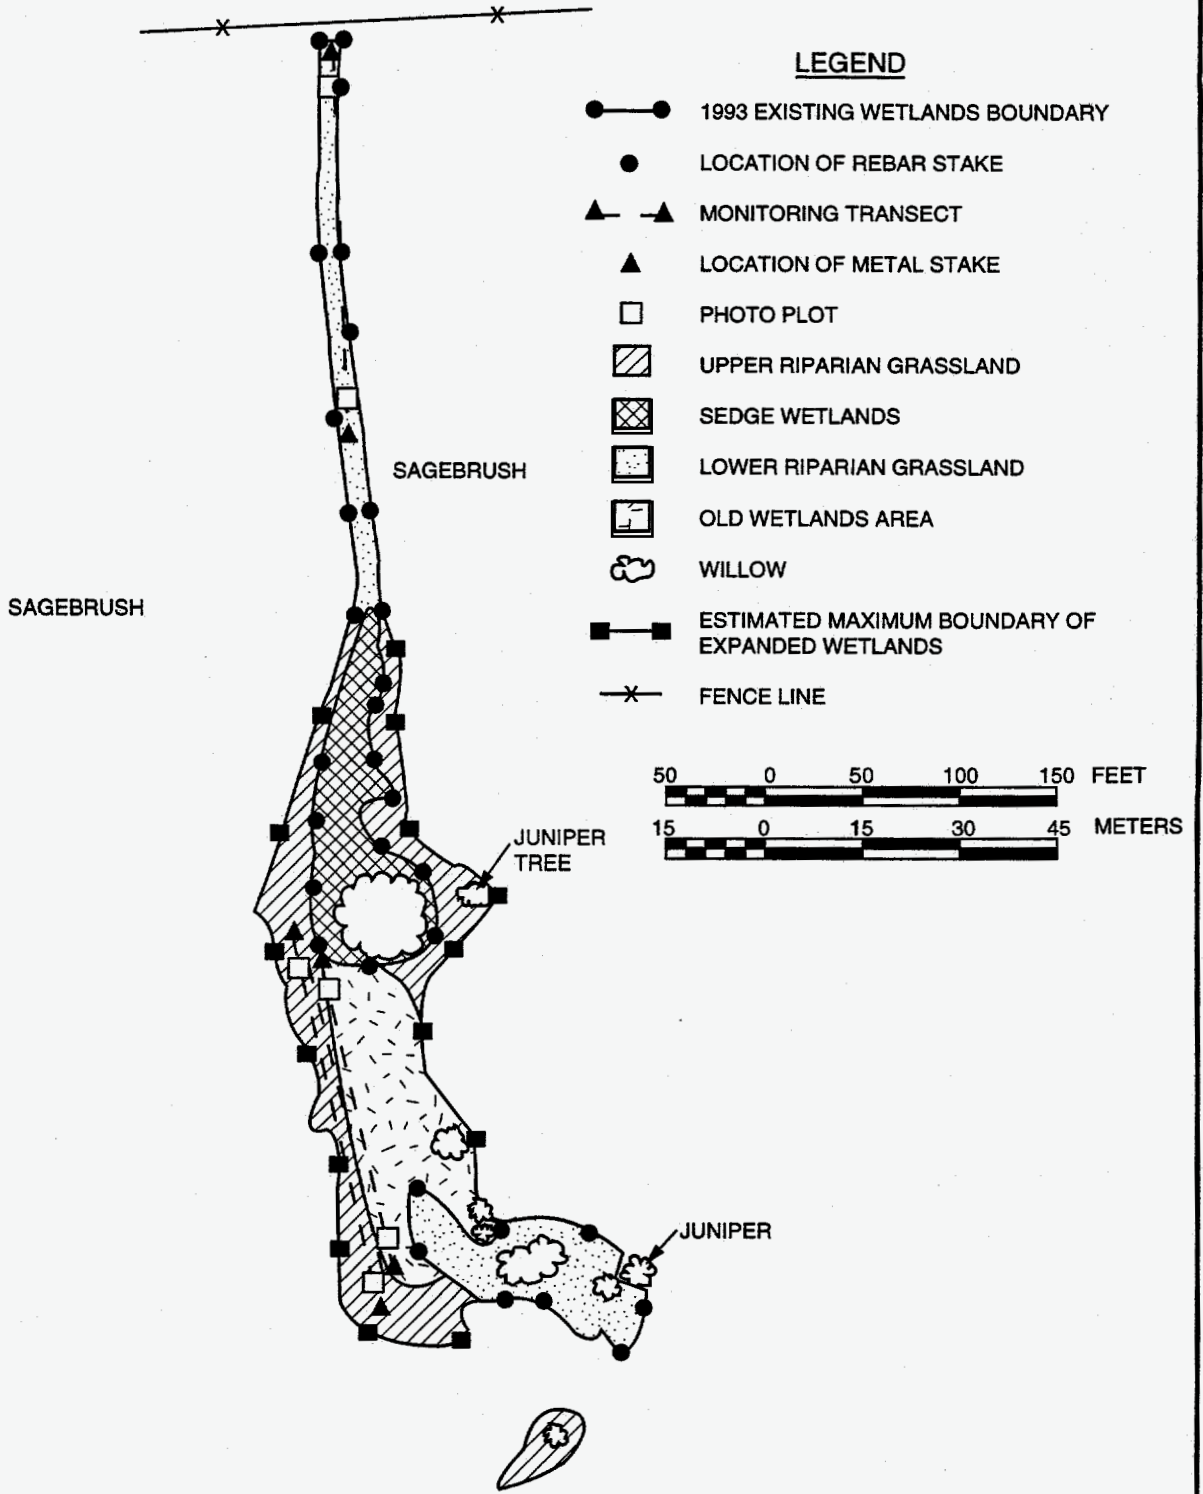 LEGEND
1993 EXISTING WETLANDS BOUNDARY
LOCATION OF REBAR STAKE
MONITORING TRANSECT
LOCATION OF METAL STAKE
PHOTO PLOT
UPPER RIPARIAN GRASSLAND
SEDGE WETLANDS
LOWER RIPARIAN GRASSLAND
OLD WETLANDS AREA
WILLOW
ESTIMATED MAXIMUM BOUNDARY OF
EXPANDED WETLANDS
FENCE LINE
SAGEBRUSH
SAGEBRUSH
50 0 50 100 150 FEET
15 0 15 30 45 METERS
JUNIPER
TREE
JUNIPER